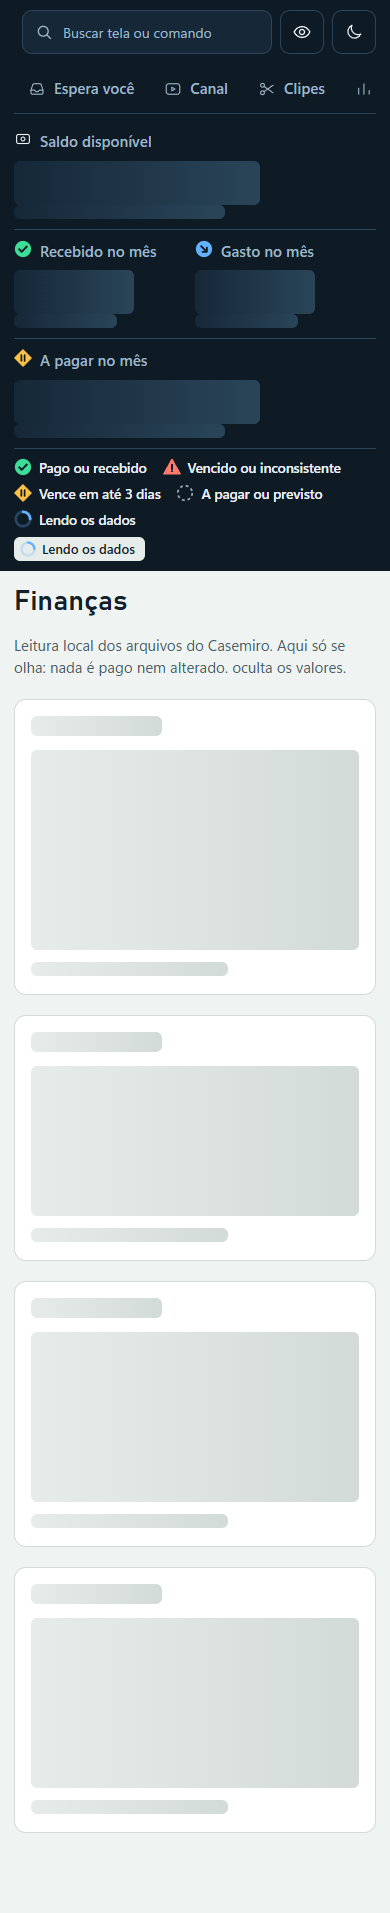 Buscar tela ou comando
Espera você
Canal
Clipes
Saldo disponível
Recebido no mês
Gasto no mês
A pagar no mês
Pago ou recebido
Vencido ou inconsistente
Vence em até 3 dias
A pagar ou previsto
Lendo os dados
Lendo os dados
Finanças
Leitura local dos arquivos do Casemiro. Aqui só se
olha: nada é pago nem alterado. oculta os valores.